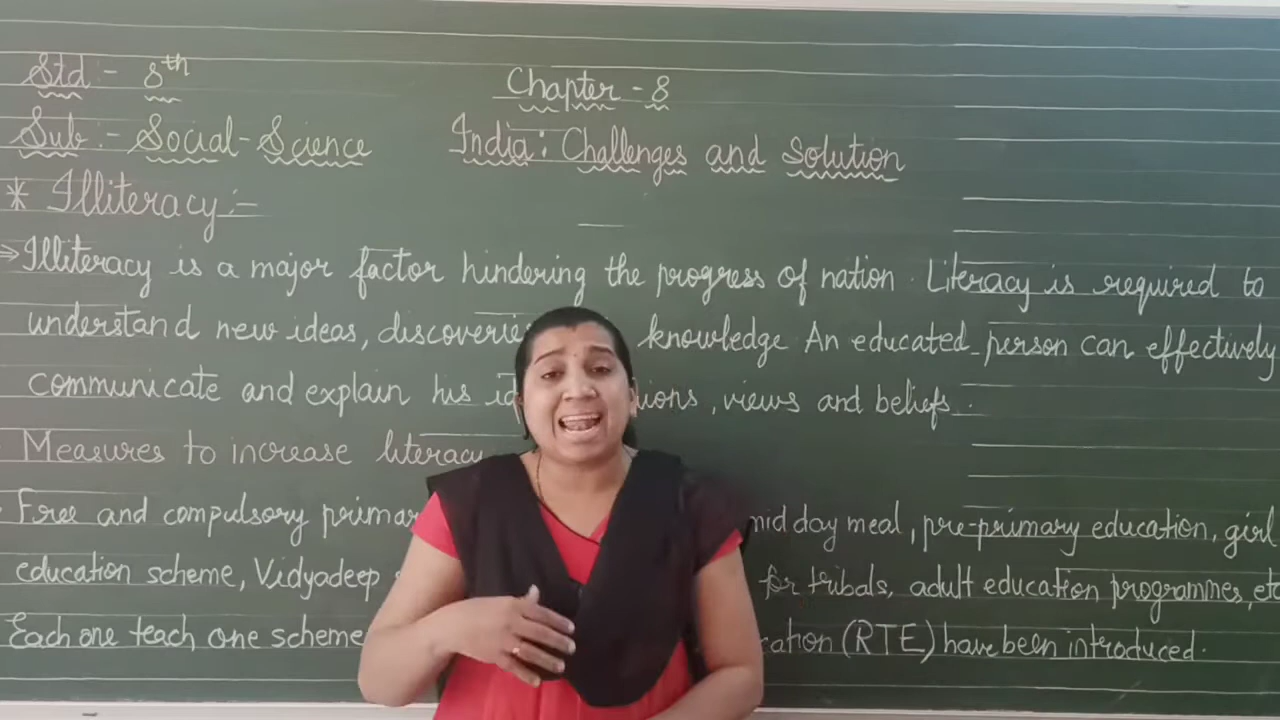 Std - 8th
Chapter - 8
Sub :- Social-Science
India : Challenges and Solution
* Illiteracy :-
⇒ Illiteracy is a major factor hindering the progress of nation. Literacy is required to
understand new ideas, discoveries knowledge An educated person can effectively
communicate and explain his views and beliefs.
Measures to increase literacy
Free and compulsory mid day meal, pre-primary education, girl
education scheme, Vidyadeep for tribals, adult education programmes, etc
Each one teach one scheme (RTE) have been introduced.